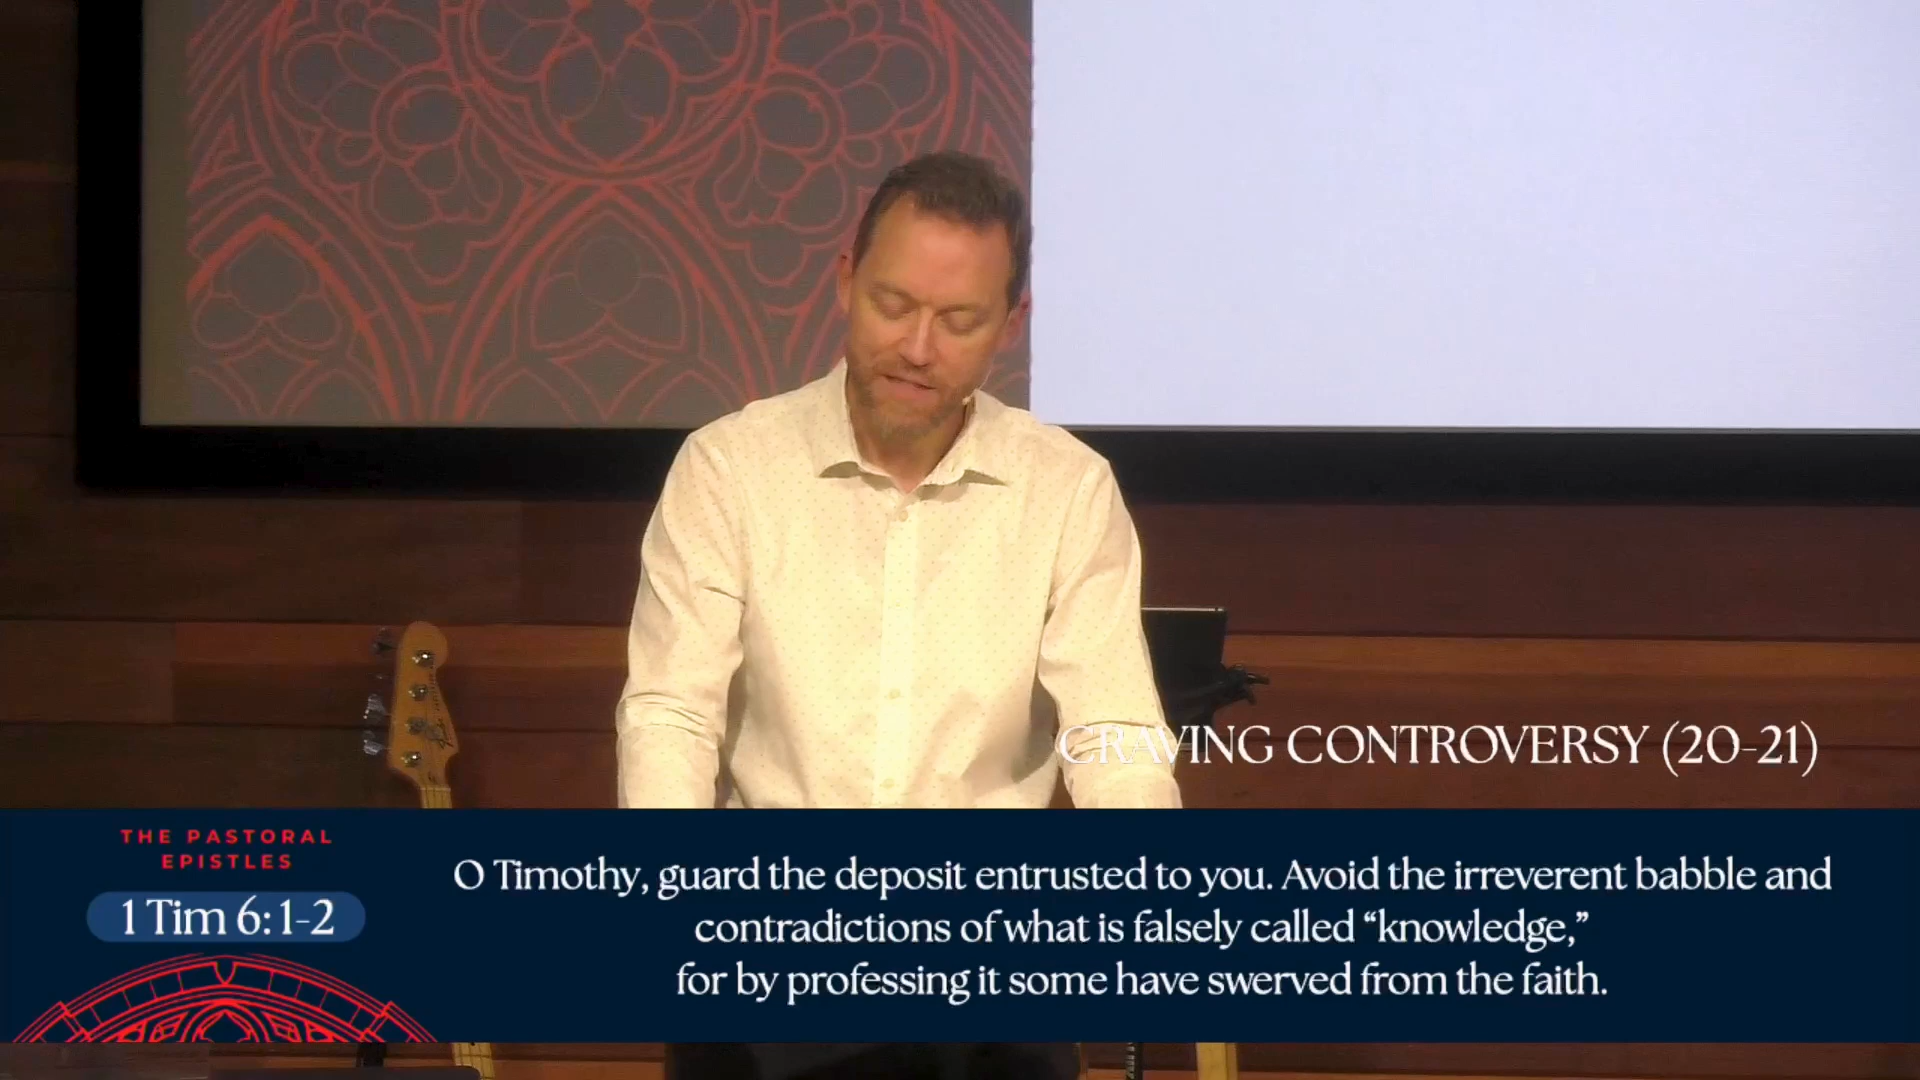 CRAVING CONTROVERSY (20-21)
THE PASTORAL
EPISTLES
1 Tim 6:1-2
O Timothy, guard the deposit entrusted to you. Avoid the irreverent babble and
contradictions of what is falsely called “knowledge,”
for by professing it some have swerved from the faith.